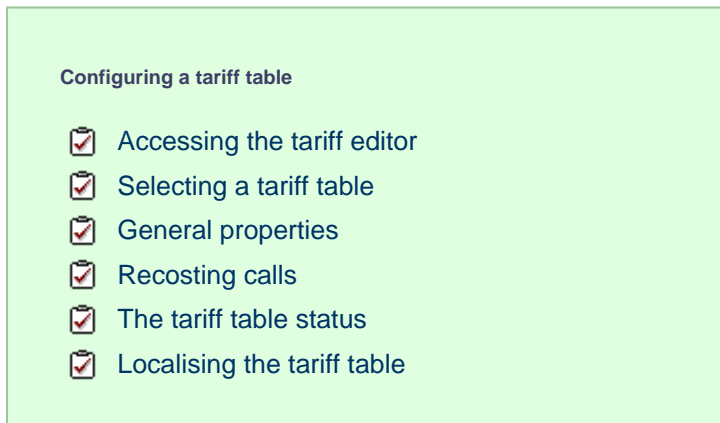 Configuring a tariff table
Accessing the tariff editor
Selecting a tariff table
General properties
Recosting calls
The tariff table status
Localising the tariff table